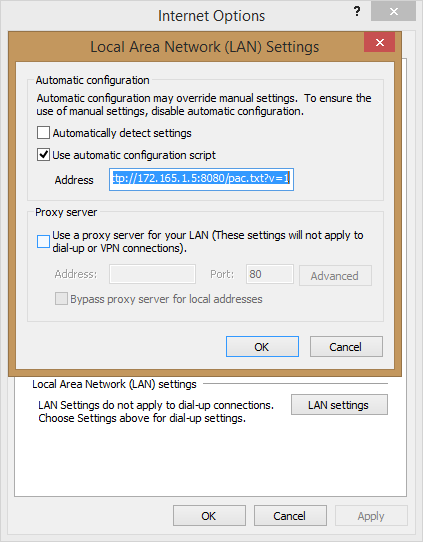 Internet Options
Local Area Network (LAN) Settings
Automatic configuration
Automatic configuration may override manual settings. To ensure the
use of manual settings, disable automatic configuration.
Automatically detect settings
Use automatic configuration script
Address ttp://172.165.1.5:8080/pac.txt?v=1
Proxy server
Use a proxy server for your LAN (These settings will not apply to
dial-up or VPN connections).
Address: Port: 80 Advanced
Bypass proxy server for local addresses
OK Cancel
Local Area Network (LAN) settings
LAN Settings do not apply to dial-up connections.
Choose Settings above for dial-up settings.
LAN settings
OK Cancel Apply